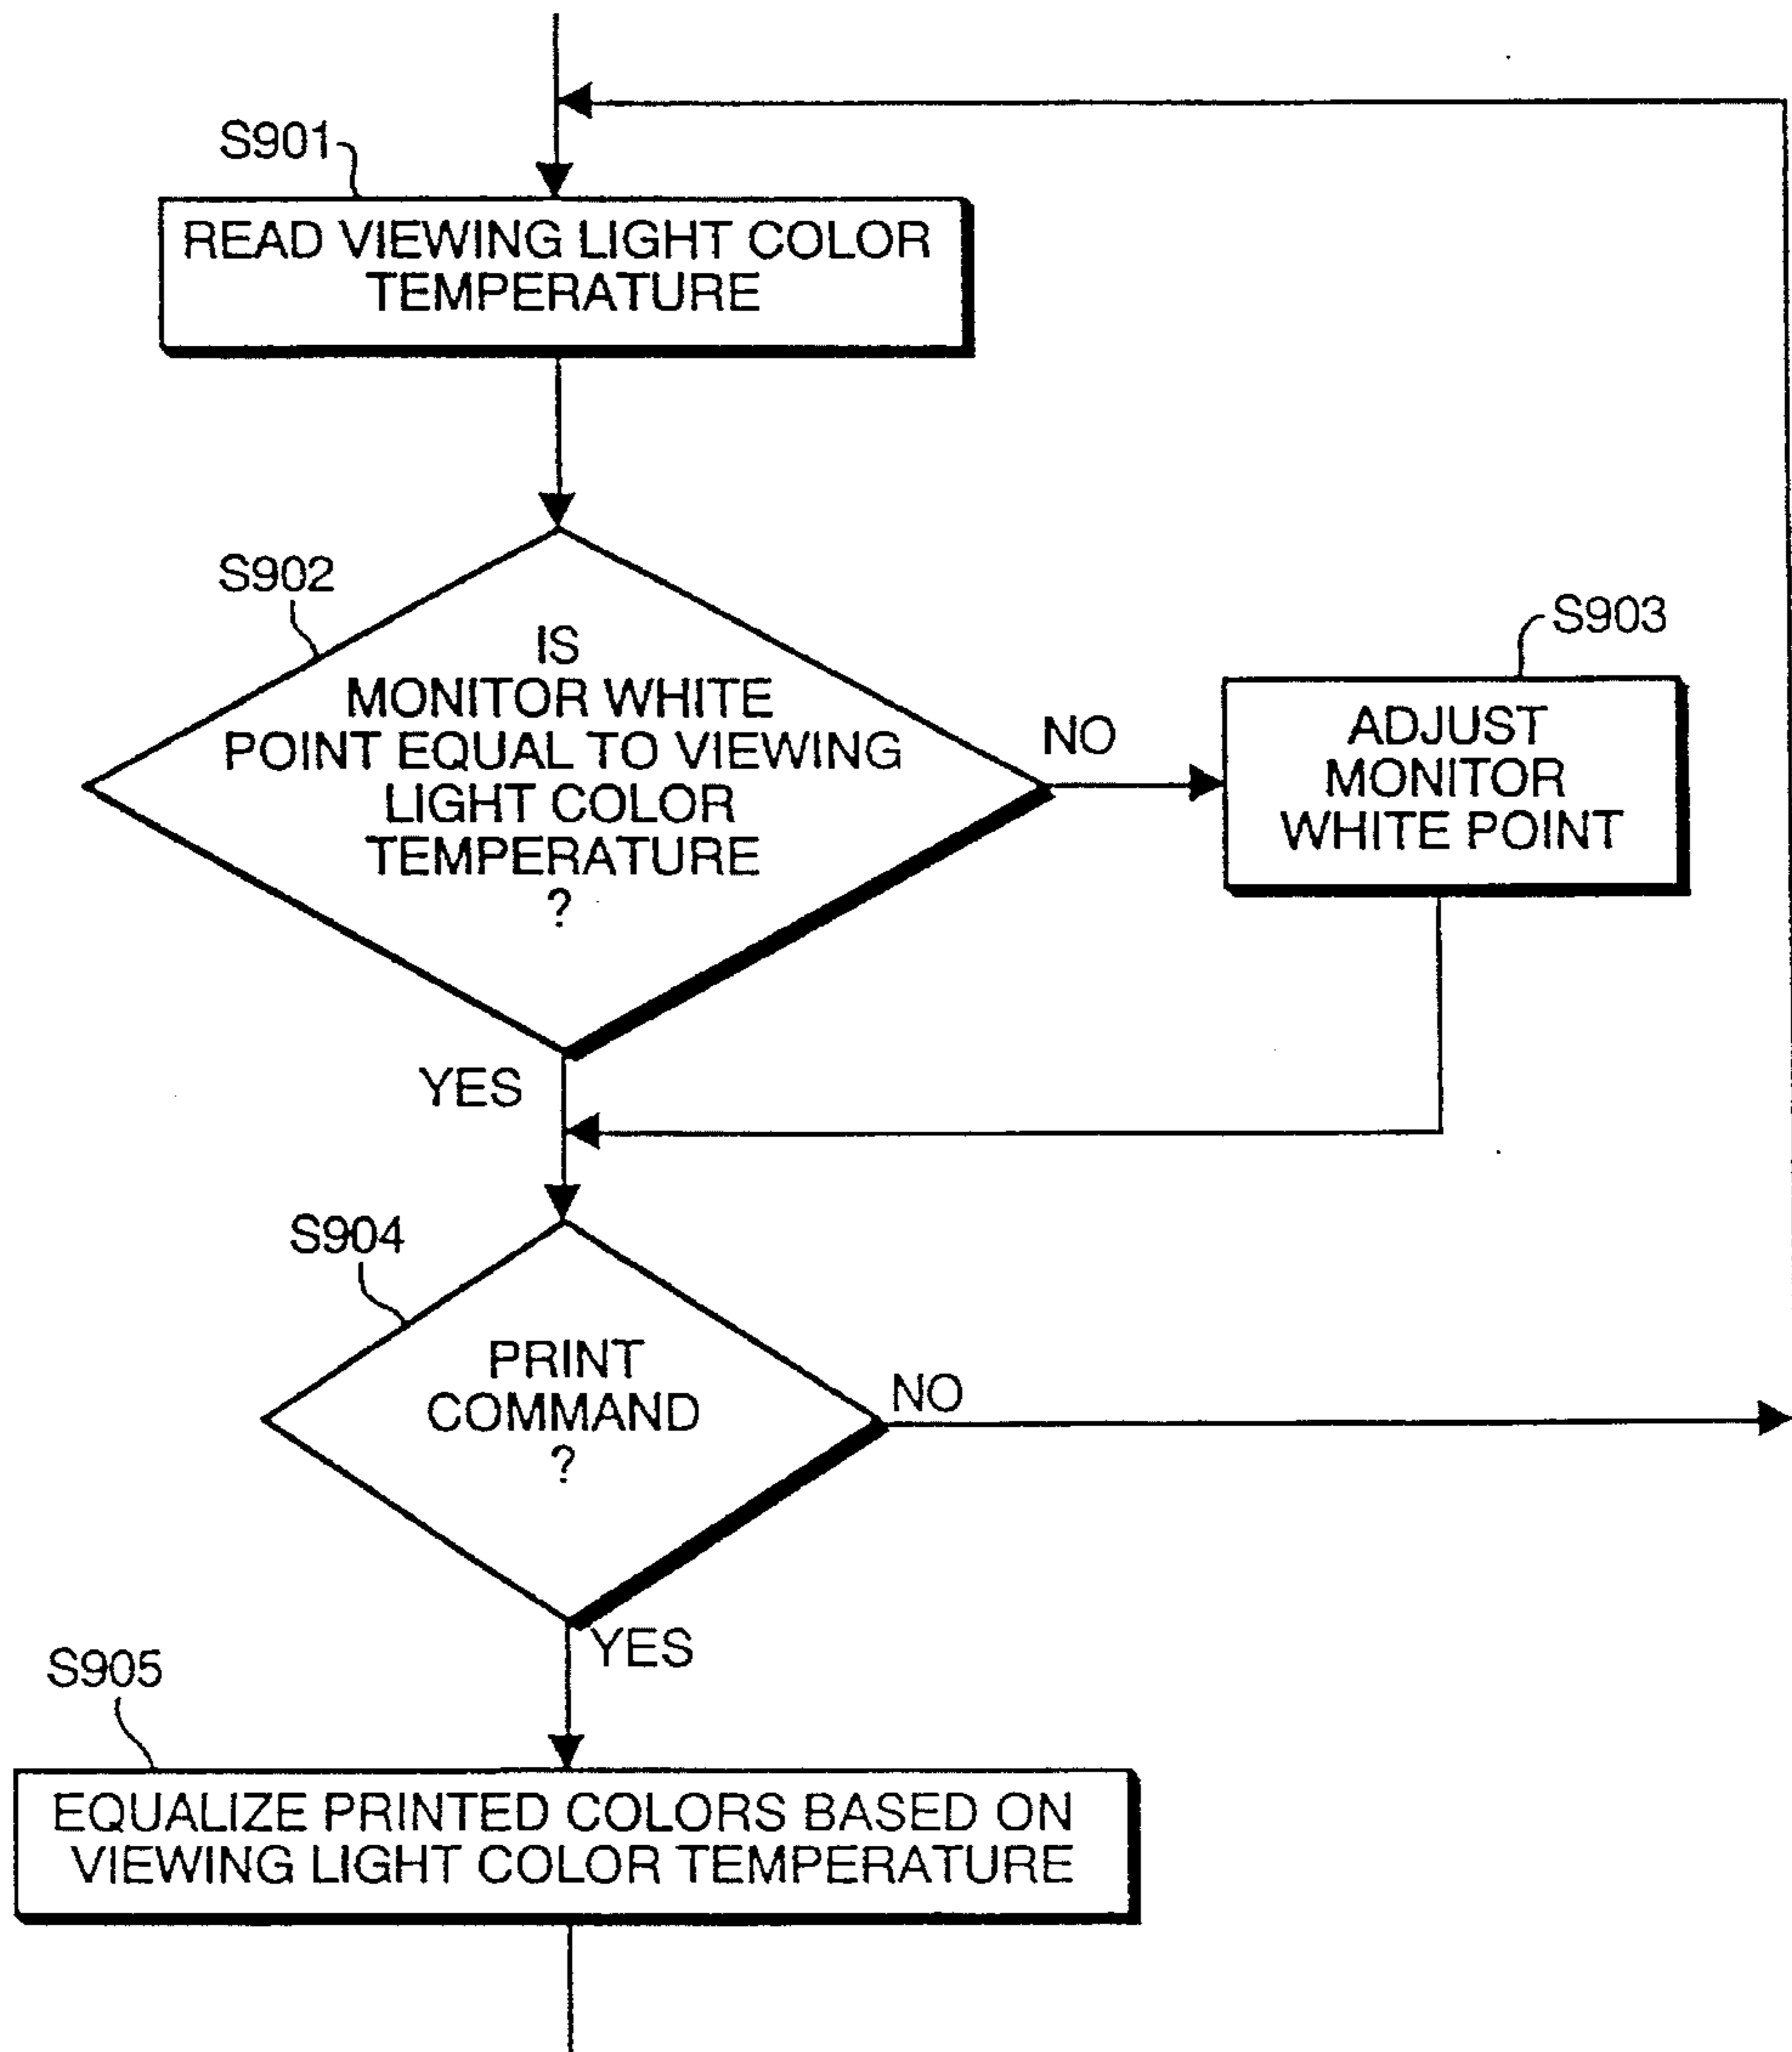 S901
READ VIEWING LIGHT COLOR
TEMPERATURE
S902
IS
MONITOR WHITE
POINT EQUAL TO VIEWING
LIGHT COLOR
TEMPERATURE
?
NO
S903
ADJUST
MONITOR
WHITE POINT
YES
S904
PRINT
COMMAND
?
NO
YES
S905
EQUALIZE PRINTED COLORS BASED ON
VIEWING LIGHT COLOR TEMPERATURE